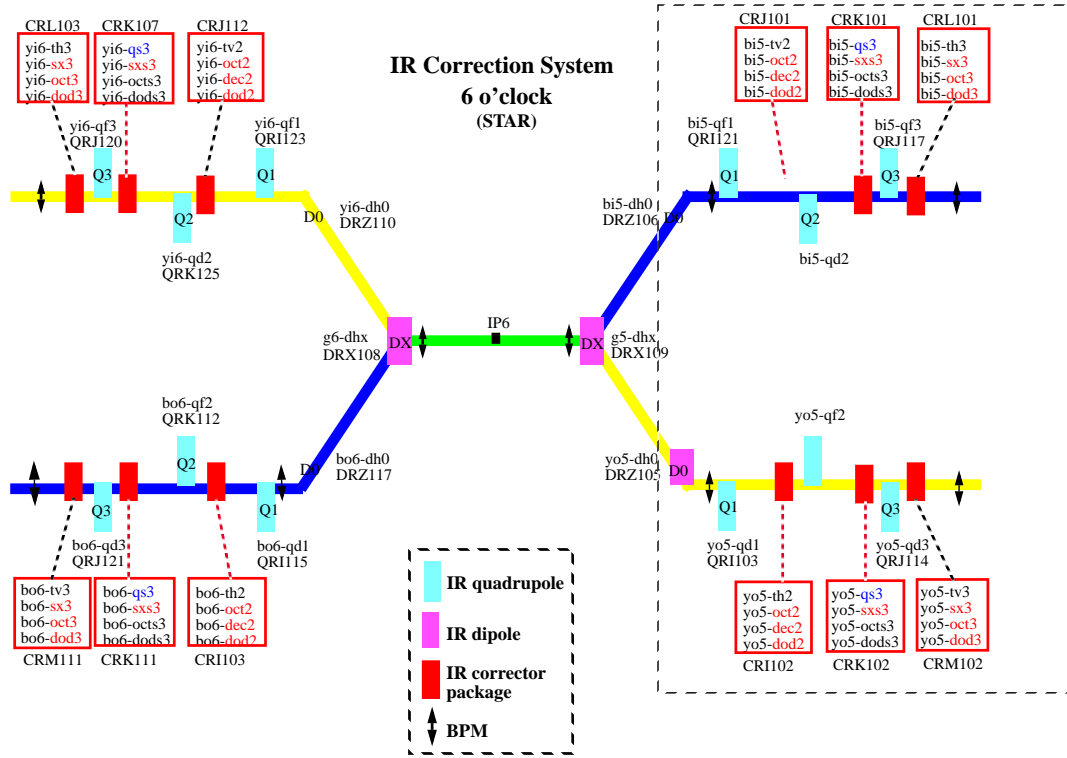 CRL103
yi6-th3
yi6-sx3
yi6-oct3
yi6-dod3
CRK107
yi6-qs3
yi6-sxs3
yi6-octs3
yi6-dods3
CRJ112
yi6-tv2
yi6-oct2
yi6-dec2
yi6-dod2
IR Correction System
6 o'clock
(STAR)
CRJ101
bi5-tv2
bi5-oct2
bi5-dec2
bi5-dod2
CRK101
bi5-qs3
bi5-sxs3
bi5-octs3
bi5-dods3
CRL101
bi5-th3
bi5-sx3
bi5-oct3
bi5-dod3
yi6-qf3
QRJ120
Q3
yi6-qf1
QRI123
Q1
Q2
yi6-qd2
QRK125
D0
yi6-dh0
DRZ110
bi5-qf1
QRI121
Q1
bi5-qf3
QRJ117
Q3
Q2
bi5-qd2
bi5-dh0
DRZ106
D0
g6-dhx
DRX108
DX
IP6
DX
g5-dhx
DRX109
bo6-qf2
QRK112
Q2
D0
bo6-dh0
DRZ117
Q3
bo6-qd3
QRJ121
Q1
bo6-qd1
QRI115
yo5-dh0
DRZ105
D0
yo5-qf2
Q1
yo5-qd1
QRI103
Q3
yo5-qd3
QRJ114
bo6-tv3
bo6-sx3
bo6-oct3
bo6-dod3
CRM111
bo6-qs3
bo6-sxs3
bo6-octs3
bo6-dods3
CRK111
bo6-th2
bo6-oct2
bo6-dec2
bo6-dod2
CRI103
IR quadrupole
IR dipole
IR corrector
package
BPM
yo5-th2
yo5-oct2
yo5-dec2
yo5-dod2
CRI102
yo5-qs3
yo5-sxs3
yo5-octs3
yo5-dods3
CRK102
yo5-tv3
yo5-sx3
yo5-oct3
yo5-dod3
CRM102